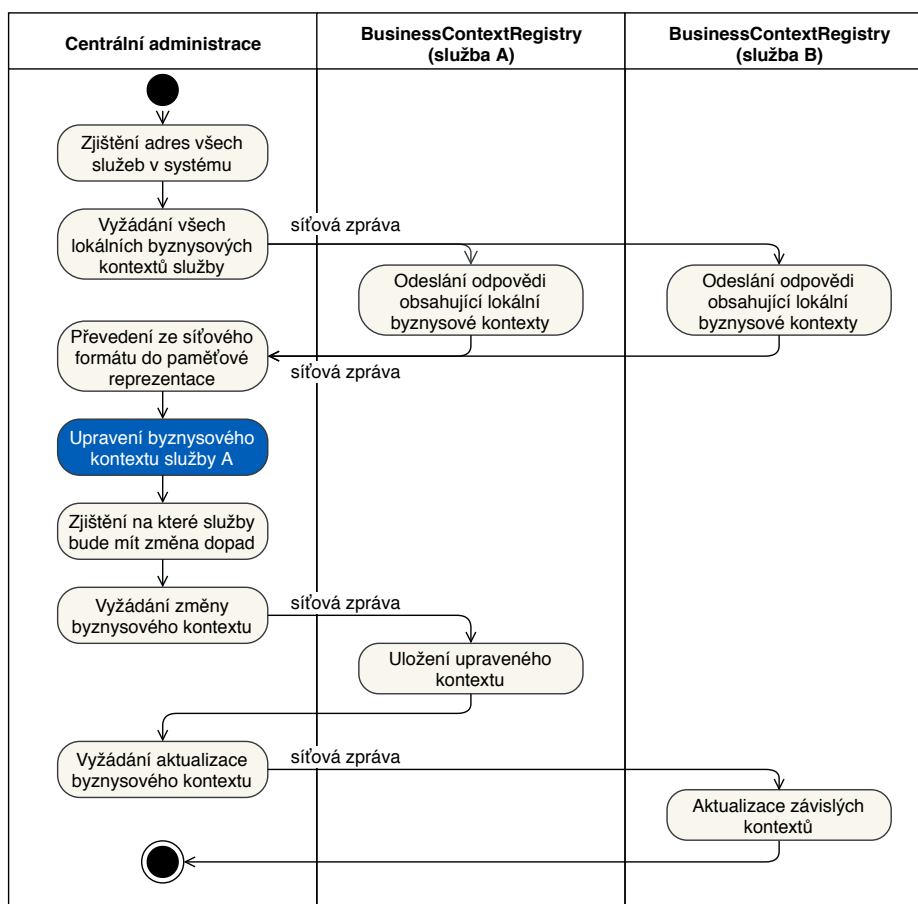 Centrální administrace
BusinessContextRegistry
(služba A)
BusinessContextRegistry
(služba B)
Zjištění adres všech
služeb v systému
Vyžádání všech
lokálních byznysových
kontextů služby
síťová zpráva
Odeslání odpovědi
obsahující lokální
byznysové kontexty
Odeslání odpovědi
obsahující lokální
byznysové kontexty
Převedení ze síťového
formátu do paměťové
reprezentace
síťová zpráva
Upravení byznysového
kontextu služby A
Zjištění na které služby
bude mít změna dopad
Vyžádání změny
byznysového kontextu
síťová zpráva
Uložení upraveného
kontextu
Vyžádání aktualizace
byznysového kontextu
síťová zpráva
Aktualizace závislých
kontextů